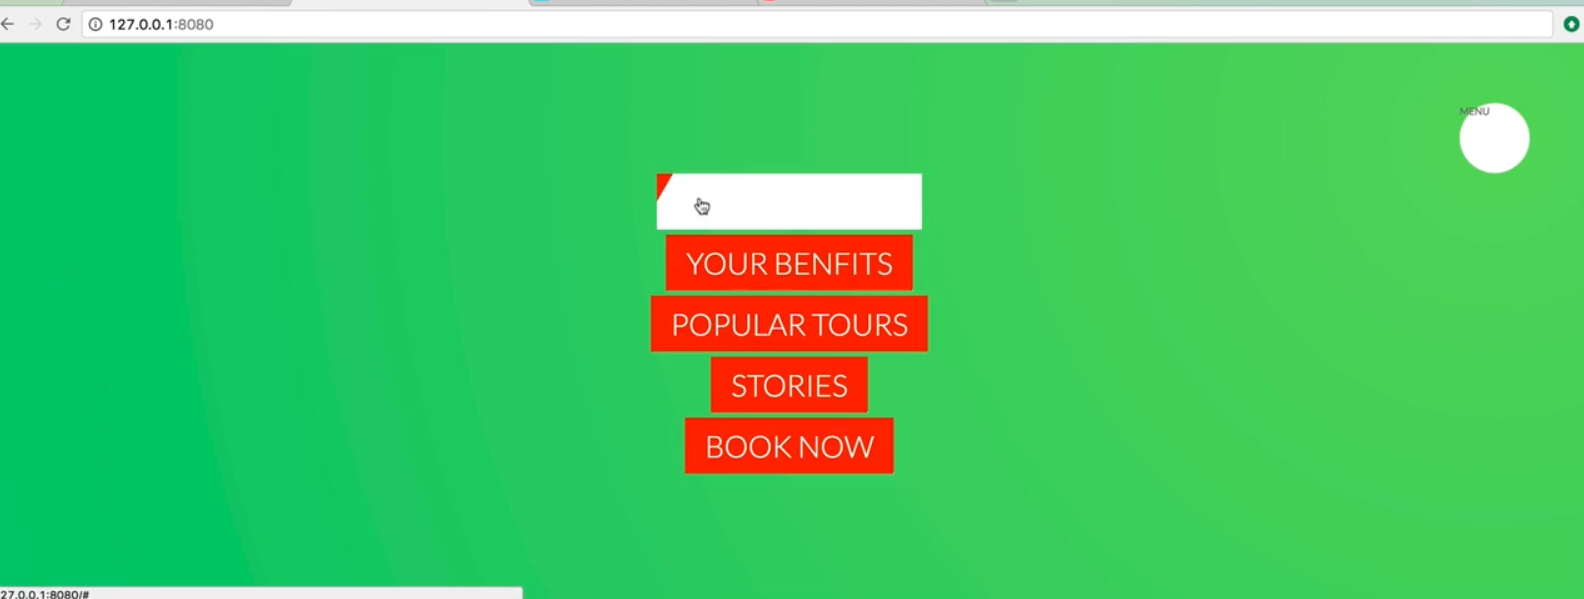 127.0.0.1:8080
MENU
YOUR BENFITS
POPULAR TOURS
STORIES
BOOK NOW
27.0.0.1:8080/#